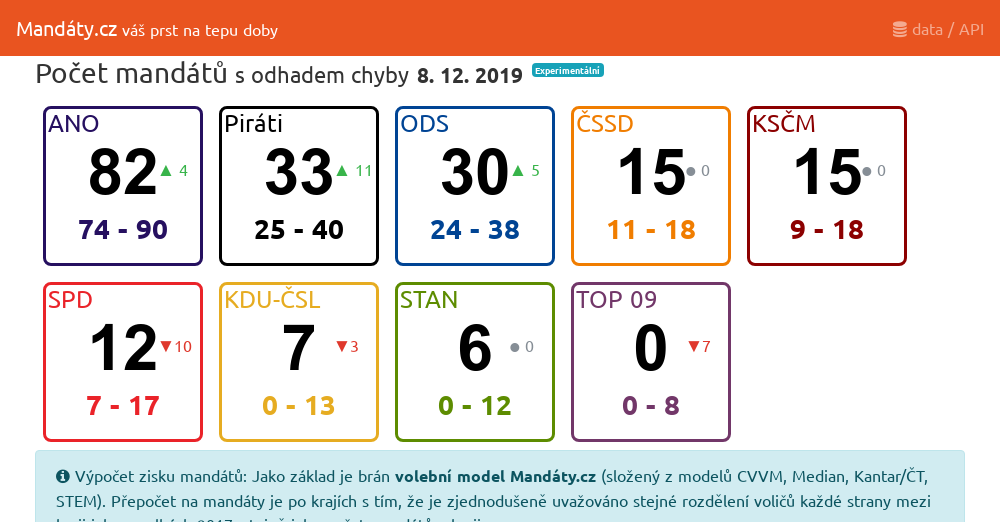 Mandáty.cz váš prst na tepu doby
data / API
Počet mandátů s odhadem chyby 8. 12. 2019 Experimentální
ANO
82 ▲ 4
74 - 90
Piráti
33 ▲ 11
25 - 40
ODS
30 ▲ 5
24 - 38
ČSSD
15 ● 0
11 - 18
KSČM
15 ● 0
9 - 18
SPD
12 ▼10
7 - 17
KDU-ČSL
7 ▼3
0 - 13
STAN
6 ● 0
0 - 12
TOP 09
0 ▼7
0 - 8
Výpočet zisku mandátů: Jako základ je brán volební model Mandáty.cz (složený z modelů CVVM, Median, Kantar/ČT,
STEM). Přepočet na mandáty je po krajích s tím, že je zjednodušeně uvažováno stejné rozdělení voličů každé strany mezi